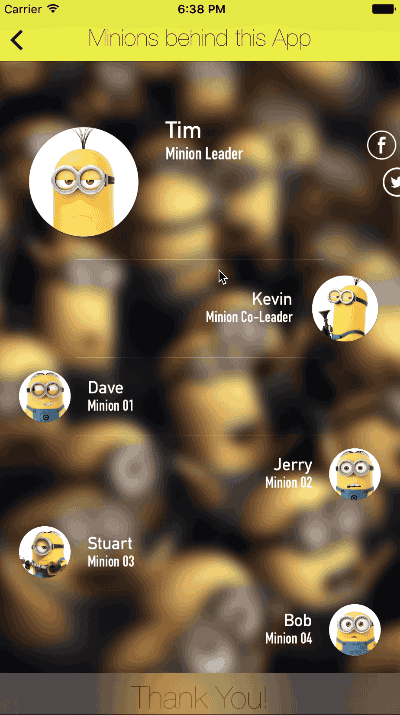 Carrier 6:38 PM
Minions behind this App
Tim
Minion Leader
Kevin
Minion Co-Leader
Dave
Minion 01
Jerry
Minion 02
Stuart
Minion 03
Bob
Minion 04
Thank You!